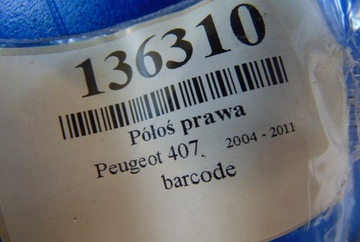 136310
Półoś prawa
Peugeot 407 2004 - 2011
barcode